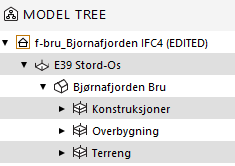 MODEL TREE
f-bru_Bjornafjorden IFC4 (EDITED)
E39 Stord-Os
Bjørnafjorden Bru
Konstruksjoner
Overbygning
Terreng